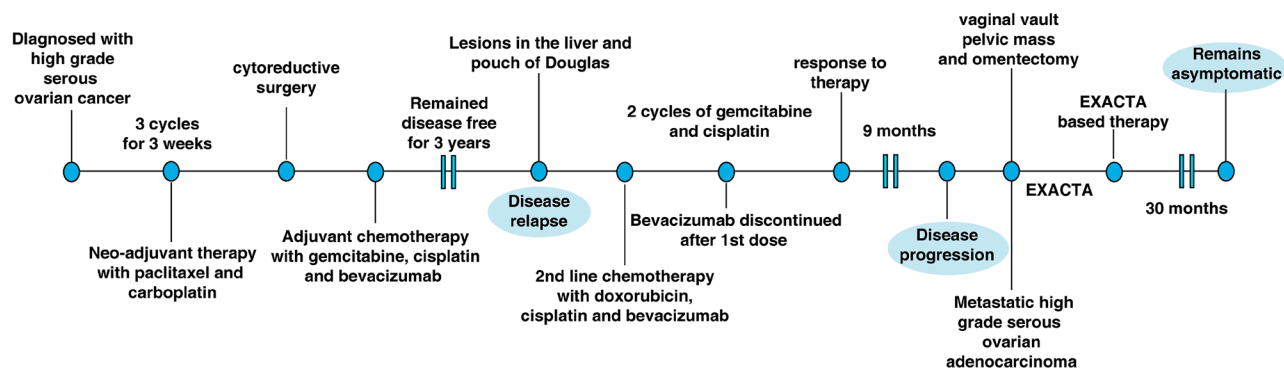 DIagnosed with
high grade
serous
ovarian cancer
3 cycles
for 3 weeks
Neo-adjuvant therapy
with paclitaxel and
carboplatin
cytoreductive
surgery
Adjuvant chemotherapy
with gemcitabine, cisplatin
and bevacizumab
Remained
disease free
for 3 years
Lesions in the liver and
pouch of Douglas
Disease
relapse
2nd line chemotherapy
with doxorubicin,
cisplatin and bevacizumab
2 cycles of gemcitabine
and cisplatin
Bevacizumab discontinued
after 1st dose
response to
therapy
9 months
Disease
progression
vaginal vault
pelvic mass
and omentectomy
EXACTA
Metastatic high
grade serous
ovarian
adenocarcinoma
EXACTA
based therapy
30 months
Remains
asymptomatic